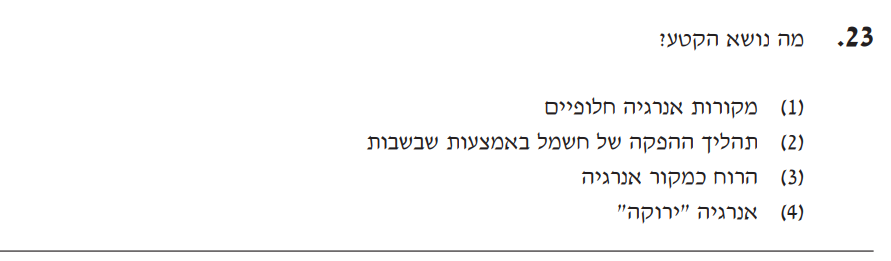 23. מה נושא הקטע?
(1) מקורות אנרגיה חלופיים
(2) תהליך ההפקה של חשמל באמצעות שבשבות
(3) הרוח כמקור אנרגיה
(4) אנרגיה "ירוקה"